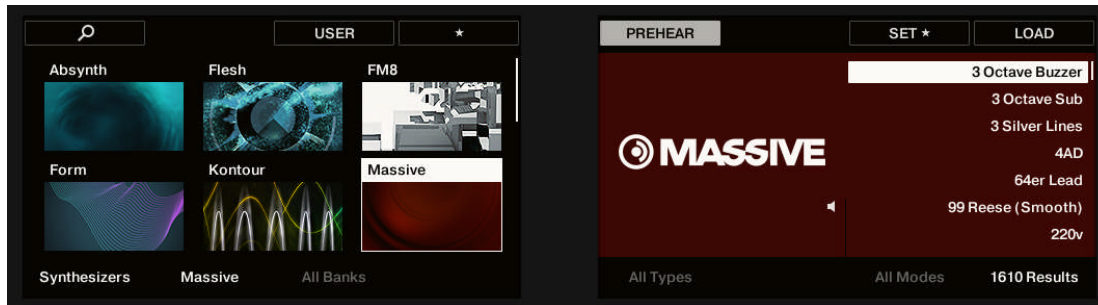 USER ★
Absynth Flesh FM8
Form Kontour Massive
Synthesizers Massive All Banks
PREHEAR SET ★ LOAD
MASSIVE
3 Octave Buzzer
3 Octave Sub
3 Silver Lines
4AD
64er Lead
99 Reese (Smooth)
220v
All Types All Modes 1610 Results